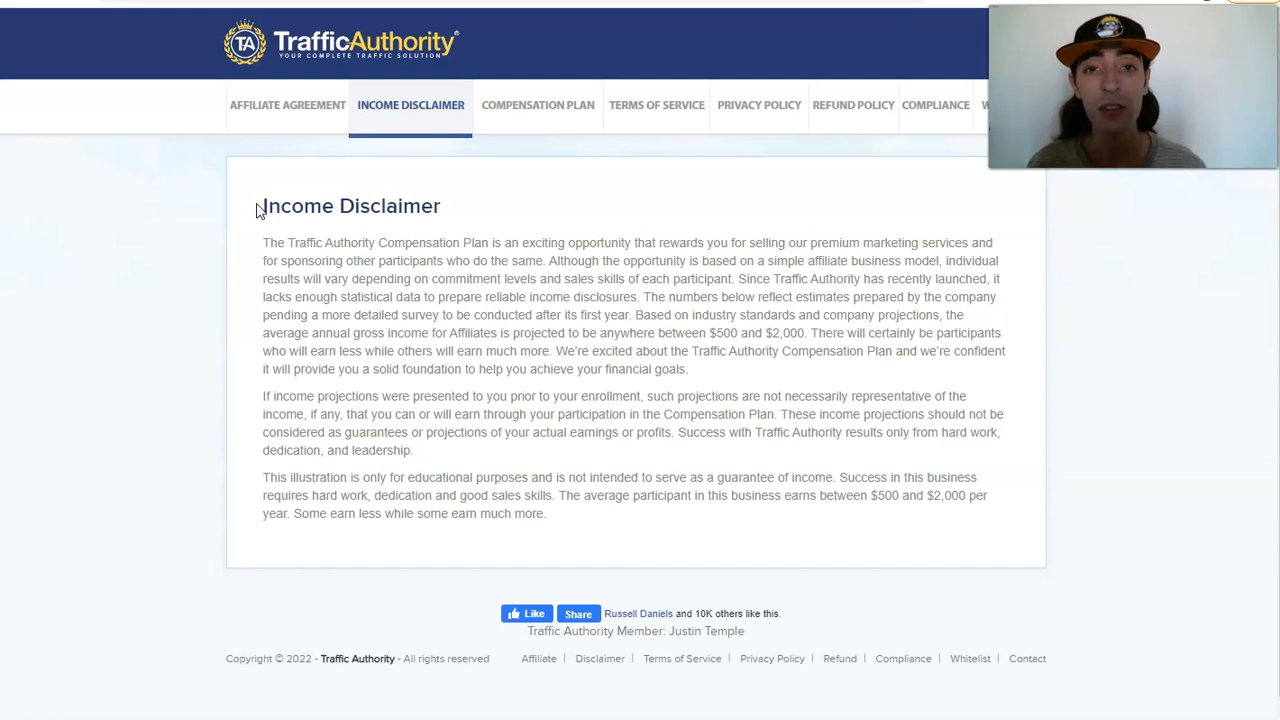 TA TrafficAuthority®
YOUR COMPLETE TRAFFIC SOLUTION
AFFILIATE AGREEMENT INCOME DISCLAIMER COMPENSATION PLAN TERMS OF SERVICE PRIVACY POLICY REFUND POLICY COMPLIANCE W
Income Disclaimer
The Traffic Authority Compensation Plan is an exciting opportunity that rewards you for selling our premium marketing services and
for sponsoring other participants who do the same. Although the opportunity is based on a simple affiliate business model, individual
results will vary depending on commitment levels and sales skills of each participant. Since Traffic Authority has recently launched, it
lacks enough statistical data to prepare reliable income disclosures. The numbers below reflect estimates prepared by the company
pending a more detailed survey to be conducted after its first year. Based on industry standards and company projections, the
average annual gross income for Affiliates is projected to be anywhere between $500 and $2,000. There will certainly be participants
who will earn less while others will earn much more. We're excited about the Traffic Authority Compensation Plan and we're confident
it will provide you a solid foundation to help you achieve your financial goals.
If income projections were presented to you prior to your enrollment, such projections are not necessarily representative of the
income, if any, that you can or will earn through your participation in the Compensation Plan. These income projections should not be
considered as guarantees or projections of your actual earnings or profits. Success with Traffic Authority results only from hard work,
dedication, and leadership.
This illustration is only for educational purposes and is not intended to serve as a guarantee of income. Success in this business
requires hard work, dedication and good sales skills. The average participant in this business earns between $500 and $2,000 per
year. Some earn less while some earn much more.
Like Share Russell Daniels and 10K others like this.
Traffic Authority Member: Justin Temple
Copyright © 2022 - Traffic Authority - All rights reserved Affiliate | Disclaimer | Terms of Service | Privacy Policy | Refund | Compliance | Whitelist | Contact